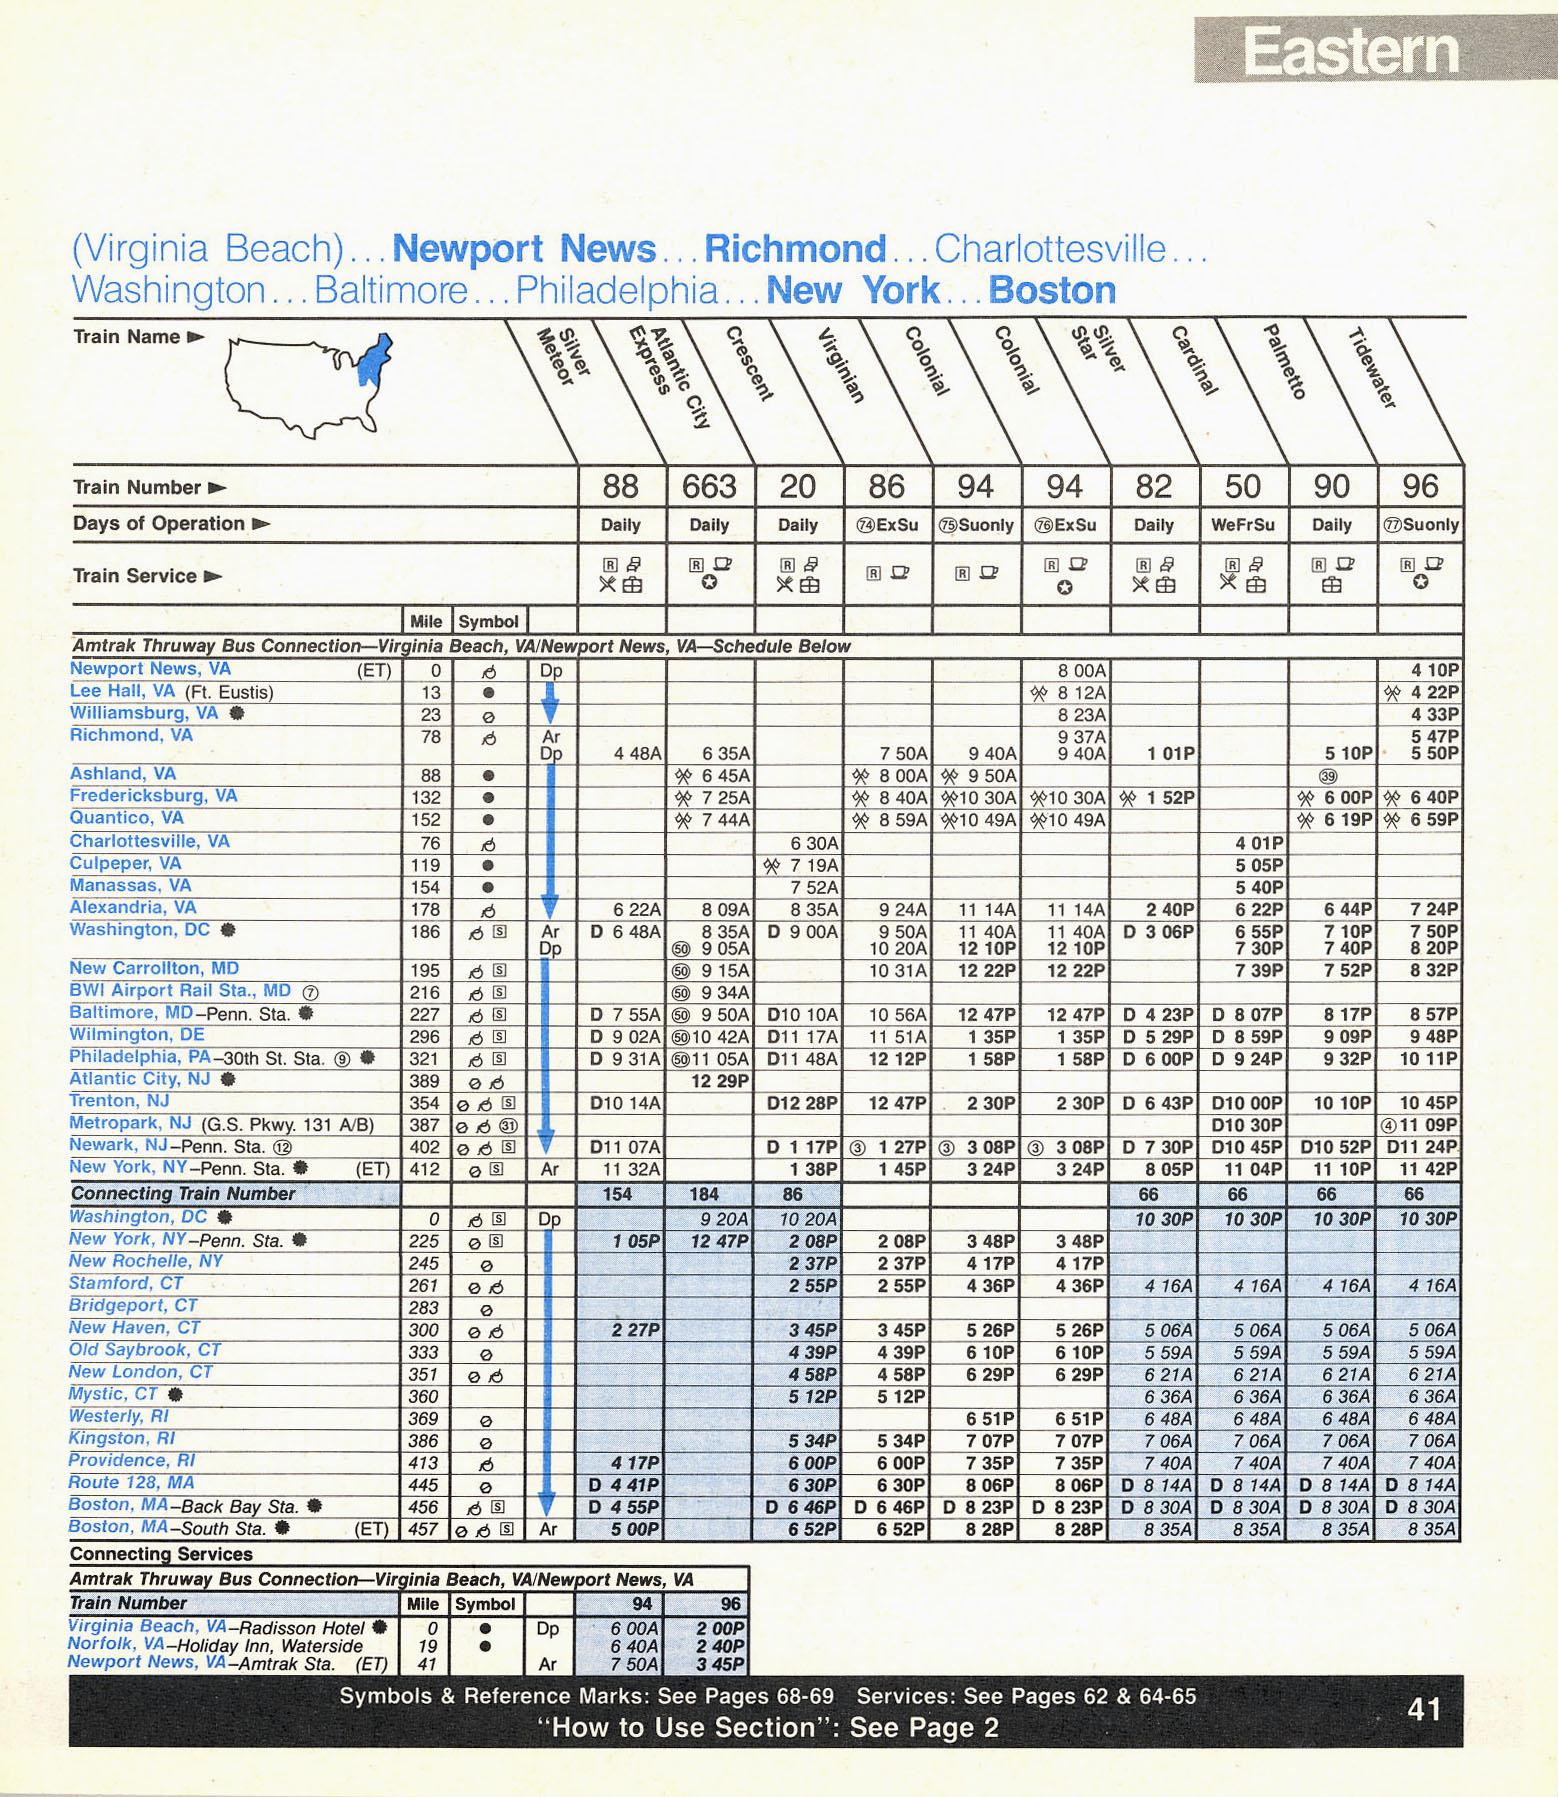 Eastern
(Virginia Beach)...Newport News...Richmond...Charlottesville...
Washington...Baltimore...Philadelphia...New York...Boston
Train Name ► Silver Meteor Atlantic City Express Crescent Virginian Colonial Colonial Silver Star Cardinal Palmetto Tidewater
Train Number ► 88 663 20 86 94 94 82 50 90 96
Days of Operation ► Daily Daily Daily 74 ExSu 75 Suonly 76 ExSu Daily WeFrSu Daily 77 Suonly
Train Service ► R R R R R R R R R R
Mile Symbol
Amtrak Thruway Bus Connection—Virginia Beach, VA/Newport News, VA—Schedule Below
Newport News, VA (ET) 0 Dp 8 00A 4 10P
Lee Hall, VA (Ft. Eustis) 13 ● 8 12A 4 22P
Williamsburg, VA 23 8 23A 4 33P
Richmond, VA 78 Ar 9 37A 5 47P
Dp 4 48A 6 35A 7 50A 9 40A 9 40A 1 01P 5 10P 5 50P
Ashland, VA 88 ● 6 45A 8 00A 9 50A 39
Fredericksburg, VA 132 ● 7 25A 8 40A 10 30A 10 30A 1 52P 6 00P 6 40P
Quantico, VA 152 ● 7 44A 8 59A 10 49A 10 49A 6 19P 6 59P
Charlottesville, VA 76 6 30A 4 01P
Culpeper, VA 119 ● 7 19A 5 05P
Manassas, VA 154 ● 7 52A 5 40P
Alexandria, VA 178 6 22A 8 09A 8 35A 9 24A 11 14A 11 14A 2 40P 6 22P 6 44P 7 24P
Washington, DC 186 S Ar D 6 48A 8 35A D 9 00A 9 50A 11 40A 11 40A D 3 06P 6 55P 7 10P 7 50P
Dp 50 9 05A 10 20A 12 10P 12 10P 7 30P 7 40P 8 20P
New Carrollton, MD 195 S 50 9 15A 10 31A 12 22P 12 22P 7 39P 7 52P 8 32P
BWI Airport Rail Sta., MD 7 216 S 50 9 34A
Baltimore, MD–Penn. Sta. 227 S D 7 55A 50 9 50A D10 10A 10 56A 12 47P 12 47P D 4 23P D 8 07P 8 17P 8 57P
Wilmington, DE 296 S D 9 02A 50 10 42A D11 17A 11 51A 1 35P 1 35P D 5 29P D 8 59P 9 09P 9 48P
Philadelphia, PA–30th St. Sta. 9 321 S D 9 31A 50 11 05A D11 48A 12 12P 1 58P 1 58P D 6 00P D 9 24P 9 32P 10 11P
Atlantic City, NJ 389 12 29P
Trenton, NJ 354 S D10 14A D12 28P 12 47P 2 30P 2 30P D 6 43P D10 00P 10 10P 10 45P
Metropark, NJ (G.S. Pkwy. 131 A/B) 387 31 D10 30P 4 11 09P
Newark, NJ–Penn. Sta. 12 402 S D11 07A D 1 17P 3 1 27P 3 3 08P 3 3 08P D 7 30P D10 45P D10 52P D11 24P
New York, NY–Penn. Sta. (ET) 412 S Ar 11 32A 1 38P 1 45P 3 24P 3 24P 8 05P 11 04P 11 10P 11 42P
Connecting Train Number 154 184 86 66 66 66 66
Washington, DC 0 S Dp 9 20A 10 20A 10 30P 10 30P 10 30P 10 30P
New York, NY–Penn. Sta. 225 S 1 05P 12 47P 2 08P 2 08P 3 48P 3 48P
New Rochelle, NY 245 2 37P 2 37P 4 17P 4 17P
Stamford, CT 261 2 55P 2 55P 4 36P 4 36P 4 16A 4 16A 4 16A 4 16A
Bridgeport, CT 283
New Haven, CT 300 2 27P 3 45P 3 45P 5 26P 5 26P 5 06A 5 06A 5 06A 5 06A
Old Saybrook, CT 333 4 39P 4 39P 6 10P 6 10P 5 59A 5 59A 5 59A 5 59A
New London, CT 351 4 58P 4 58P 6 29P 6 29P 6 21A 6 21A 6 21A 6 21A
Mystic, CT 360 5 12P 5 12P 6 36A 6 36A 6 36A 6 36A
Westerly, RI 369 6 51P 6 51P 6 48A 6 48A 6 48A 6 48A
Kingston, RI 386 5 34P 5 34P 7 07P 7 07P 7 06A 7 06A 7 06A 7 06A
Providence, RI 413 4 17P 6 00P 6 00P 7 35P 7 35P 7 40A 7 40A 7 40A 7 40A
Route 128, MA 445 D 4 41P 6 30P 6 30P 8 06P 8 06P D 8 14A D 8 14A D 8 14A D 8 14A
Boston, MA–Back Bay Sta. 456 S D 4 55P D 6 46P D 6 46P D 8 23P D 8 23P D 8 30A D 8 30A D 8 30A D 8 30A
Boston, MA–South Sta. (ET) 457 S Ar 5 00P 6 52P 6 52P 8 28P 8 28P 8 35A 8 35A 8 35A 8 35A
Connecting Services
Amtrak Thruway Bus Connection—Virginia Beach, VA/Newport News, VA
Train Number Mile Symbol 94 96
Virginia Beach, VA–Radisson Hotel 0 ● Dp 6 00A 2 00P
Norfolk, VA–Holiday Inn, Waterside 19 ● 6 40A 2 40P
Newport News, VA–Amtrak Sta. (ET) 41 Ar 7 50A 3 45P
Symbols & Reference Marks: See Pages 68-69 Services: See Pages 62 & 64-65
"How to Use Section": See Page 2
41